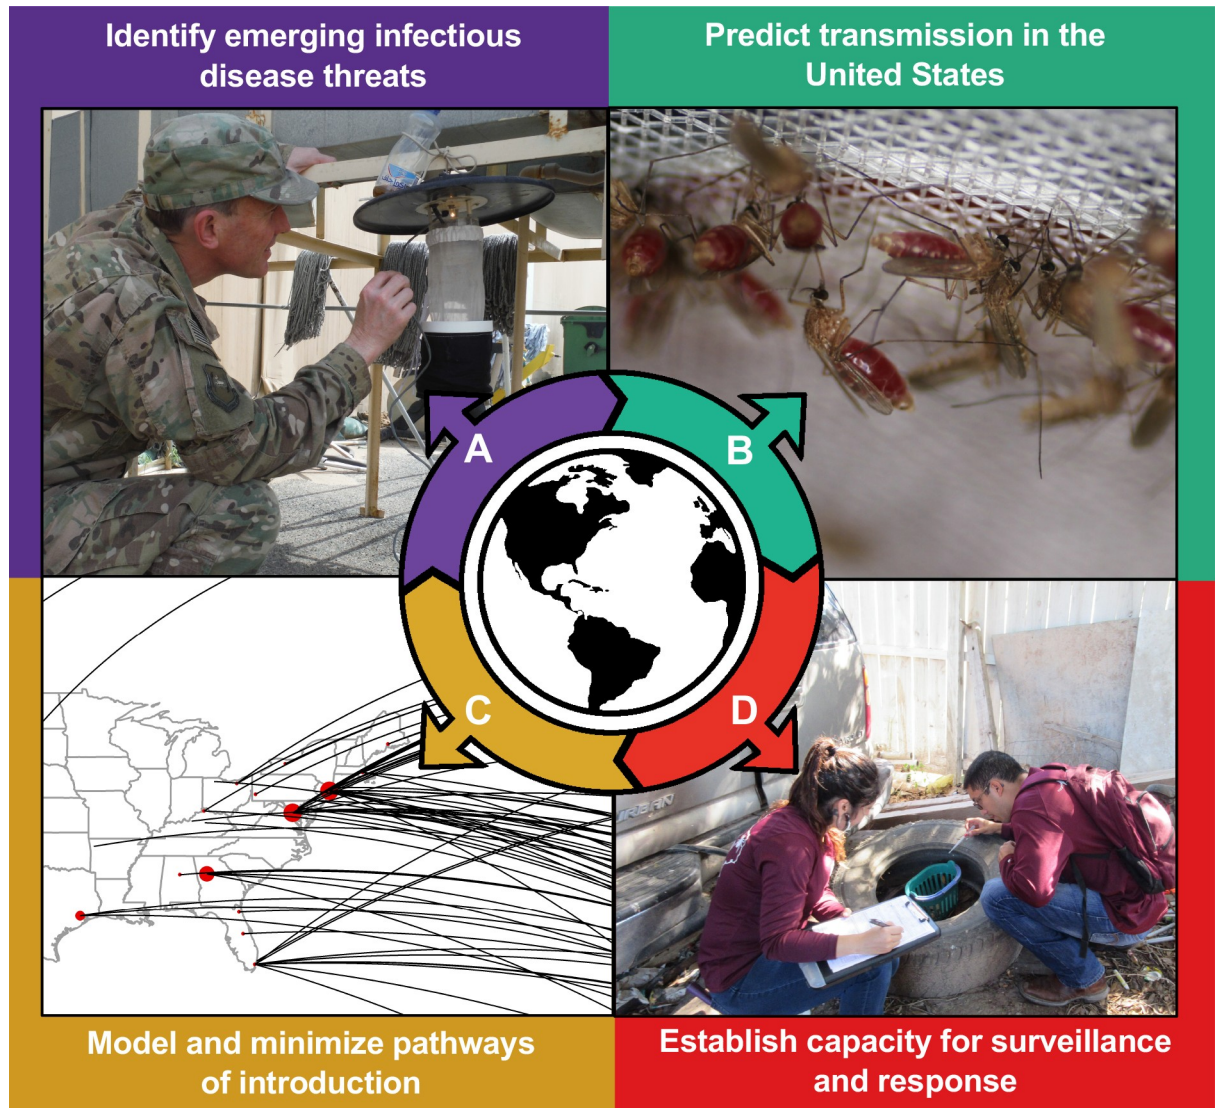 Identify emerging infectious
disease threats
Predict transmission in the
United States
A
B
C
D
Model and minimize pathways
of introduction
Establish capacity for surveillance
and response